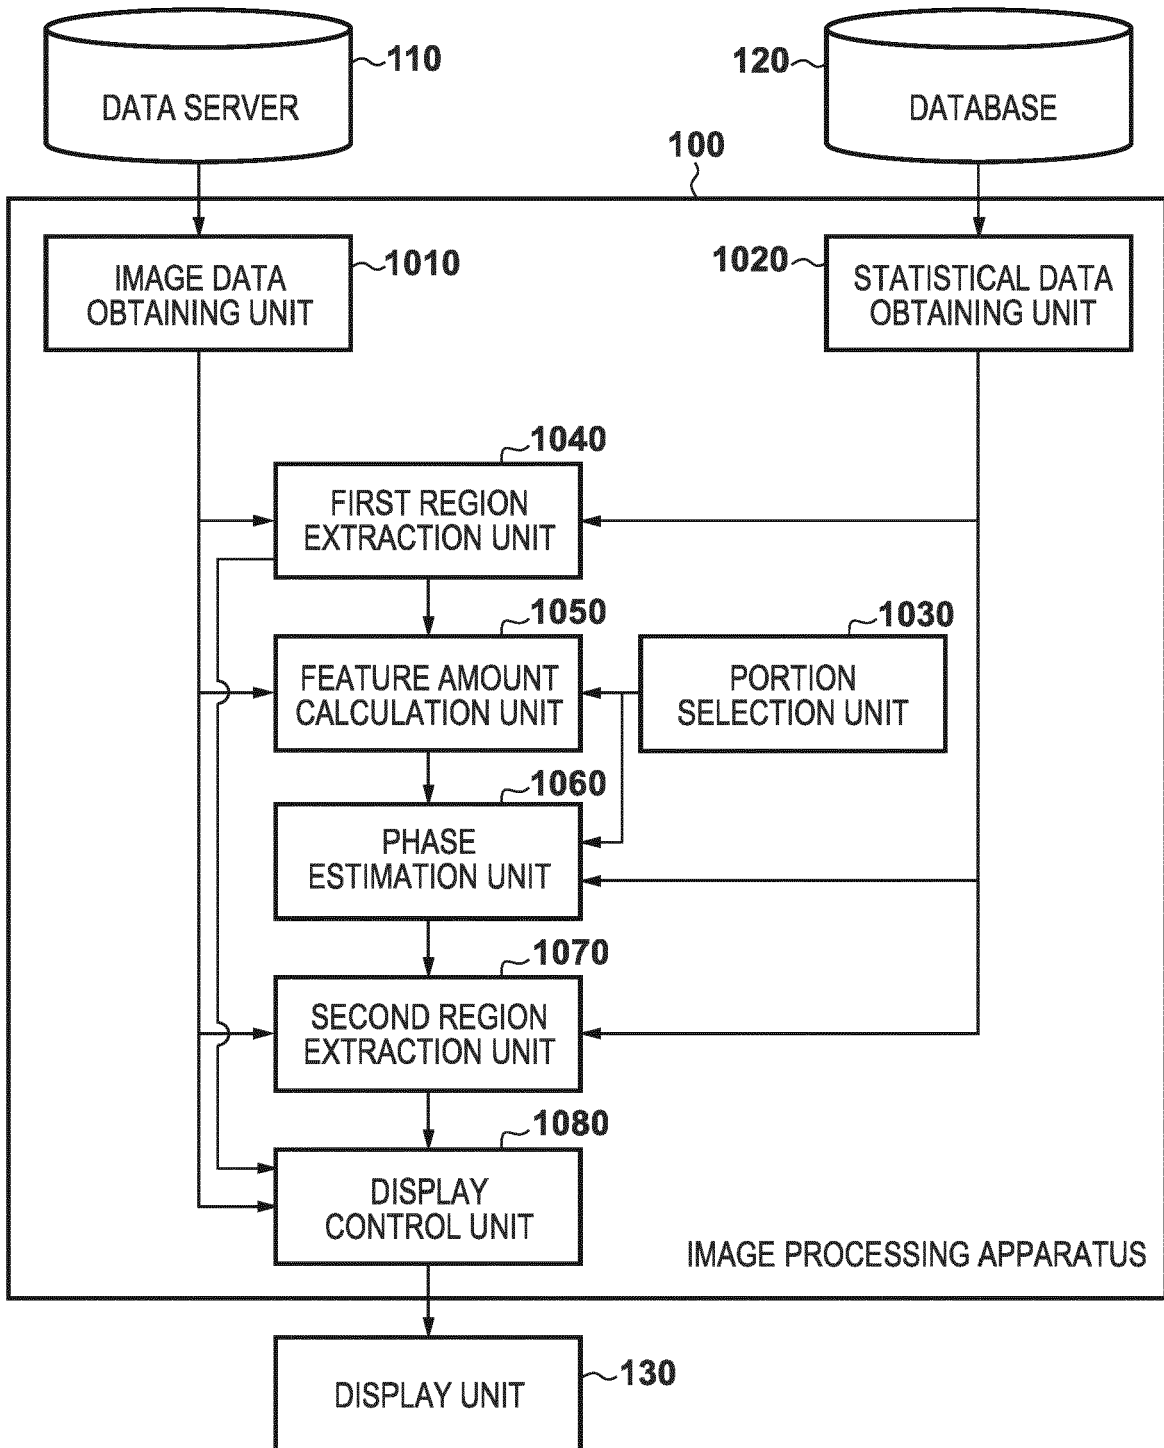 110
DATA SERVER
120
DATABASE
100
IMAGE DATA
OBTAINING UNIT
1010
1020
STATISTICAL DATA
OBTAINING UNIT
1040
FIRST REGION
EXTRACTION UNIT
1050
FEATURE AMOUNT
CALCULATION UNIT
1030
PORTION
SELECTION UNIT
1060
PHASE
ESTIMATION UNIT
1070
SECOND REGION
EXTRACTION UNIT
1080
DISPLAY
CONTROL UNIT
IMAGE PROCESSING APPARATUS
DISPLAY UNIT
130